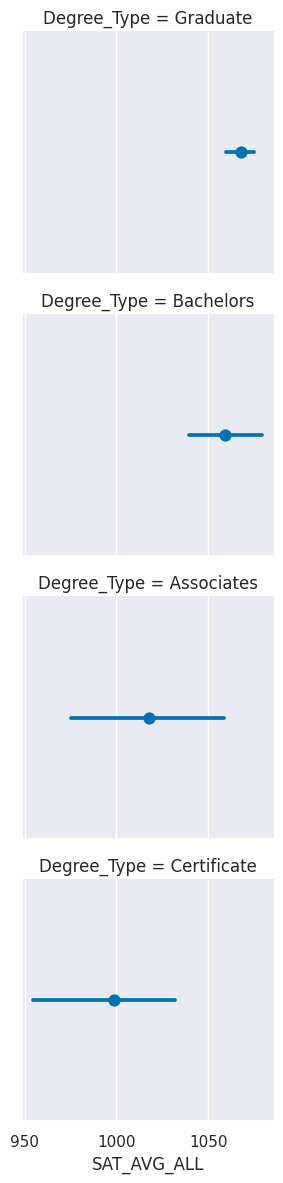 Degree_Type = Graduate
Degree_Type = Bachelors
Degree_Type = Associates
Degree_Type = Certificate
950 1000 1050
SAT_AVG_ALL